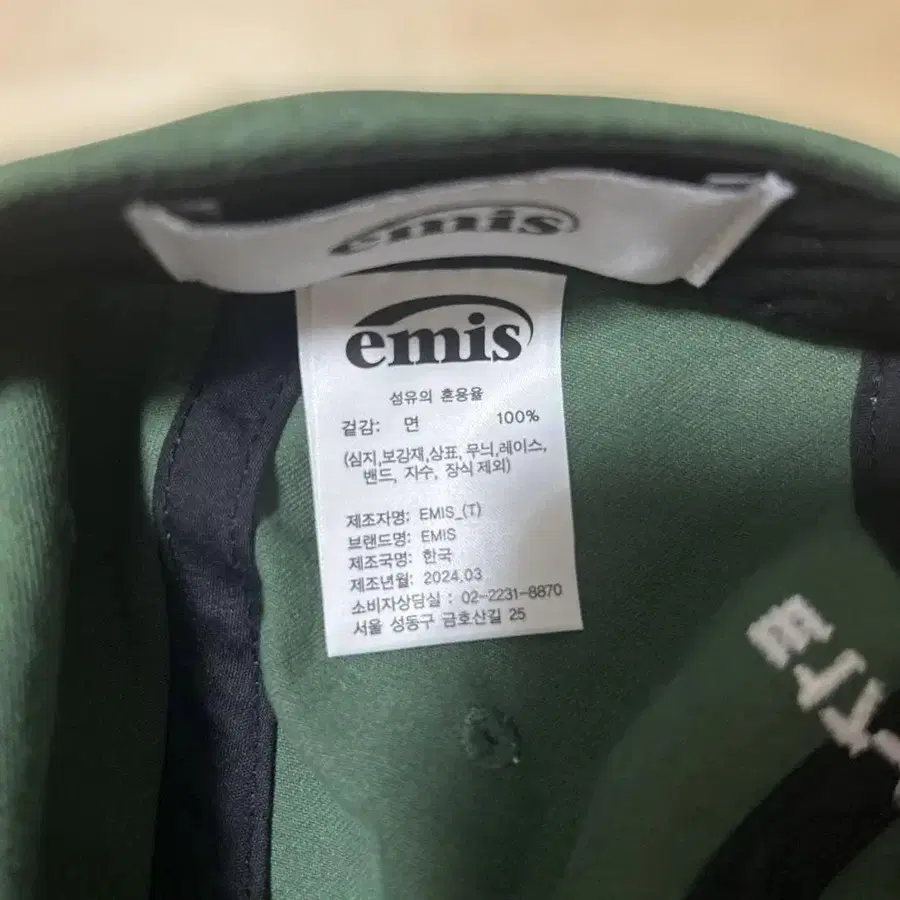 emis
emis
섬유의 혼용율
겉감: 면 100%
(심지,보강재,상표, 무늬,레이스,
밴드, 자수, 장식 제외)
제조자명: EMIS_(T)
브랜드명: EMIS
제조국명: 한국
제조년월: 2024.03
소비자상담실 : 02-2231-8870
서울 성동구 금호산길 25